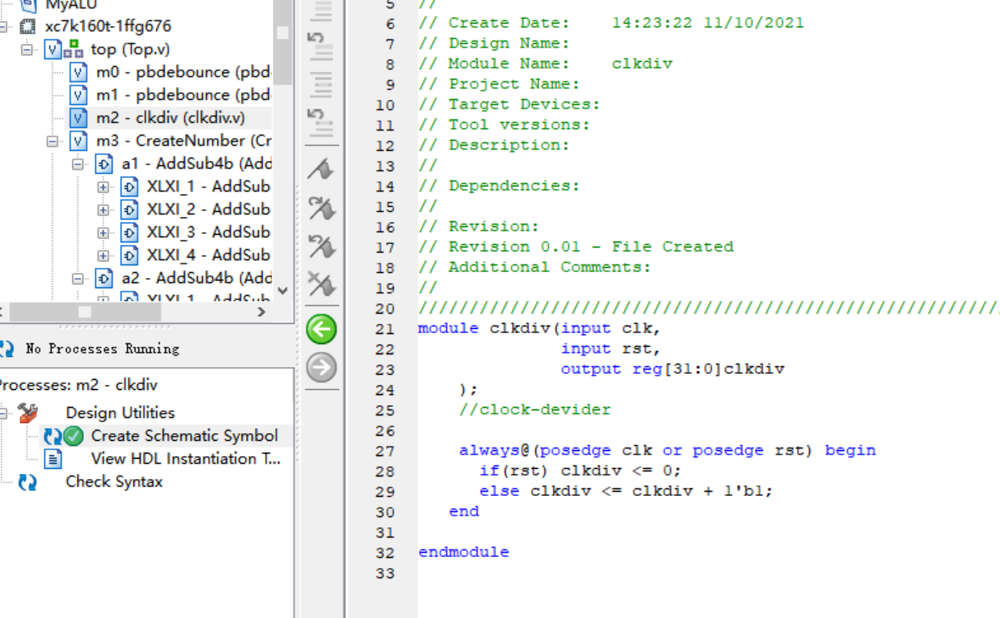 MyALU
xc7k160t-1ffg676
top (Top.v)
m0 - pbdebounce (pbd
m1 - pbdebounce (pbd
m2 - clkdiv (clkdiv.v)
m3 - CreateNumber (Cr
a1 - AddSub4b (Add
XLXI_1 - AddSub
XLXI_2 - AddSub
XLXI_3 - AddSub
XLXI_4 - AddSub
a2 - AddSub4b (Add
XLXI_1 - AddSub
No Processes Running
Processes: m2 - clkdiv
Design Utilities
Create Schematic Symbol
View HDL Instantiation T...
Check Syntax
5 //
6 // Create Date:    14:23:22 11/10/2021
7 // Design Name:
8 // Module Name:    clkdiv
9 // Project Name:
10 // Target Devices:
11 // Tool versions:
12 // Description:
13 //
14 // Dependencies:
15 //
16 // Revision:
17 // Revision 0.01 - File Created
18 // Additional Comments:
19 //
20 //////////////////////////////////////////////////////////
21 module clkdiv(input clk,
22               input rst,
23               output reg[31:0]clkdiv
24     );
25     //clock-devider
26
27     always@(posedge clk or posedge rst) begin
28       if(rst) clkdiv <= 0;
29       else clkdiv <= clkdiv + 1'b1;
30    end
31
32 endmodule
33